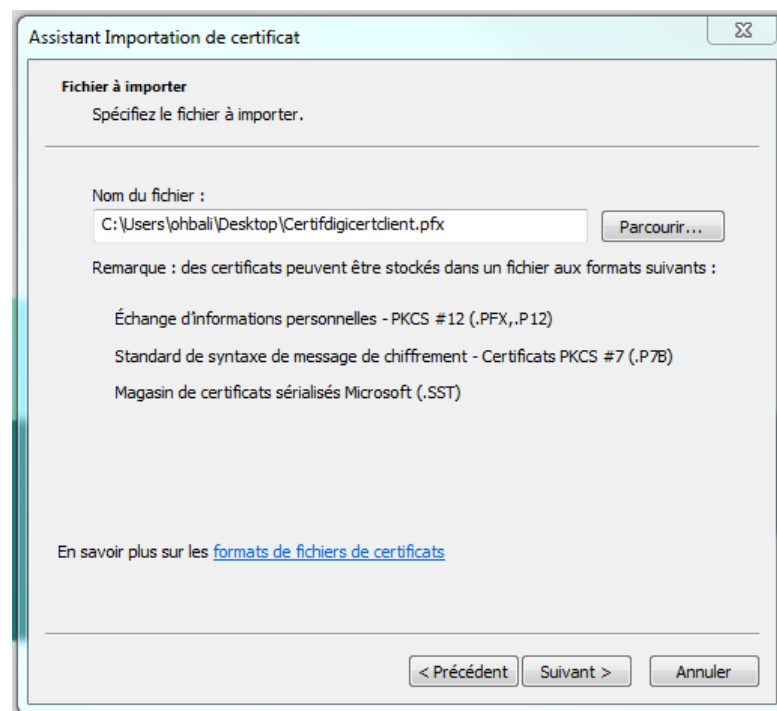 Assistant Importation de certificat
Fichier à importer
Spécifiez le fichier à importer.
Nom du fichier :
C:\Users\ohbali\Desktop\Certifdigicertclient.pfx
Parcourir...
Remarque : des certificats peuvent être stockés dans un fichier aux formats suivants :
Échange d'informations personnelles - PKCS #12 (.PFX,.P12)
Standard de syntaxe de message de chiffrement - Certificats PKCS #7 (.P7B)
Magasin de certificats sérialisés Microsoft (.SST)
En savoir plus sur les formats de fichiers de certificats
< Précédent
Suivant >
Annuler